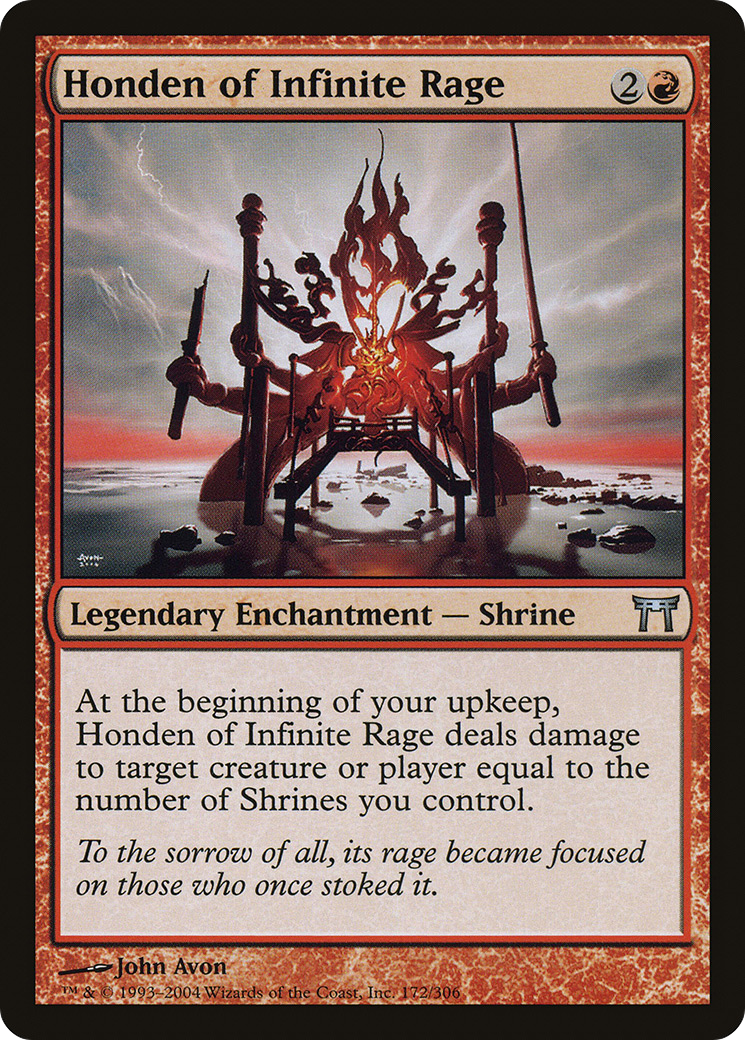 Honden of Infinite Rage 2
AVON
2004
Legendary Enchantment — Shrine
At the beginning of your upkeep,
Honden of Infinite Rage deals damage
to target creature or player equal to the
number of Shrines you control.
To the sorrow of all, its rage became focused
on those who once stoked it.
John Avon
™ & © 1993–2004 Wizards of the Coast, Inc. 172/306